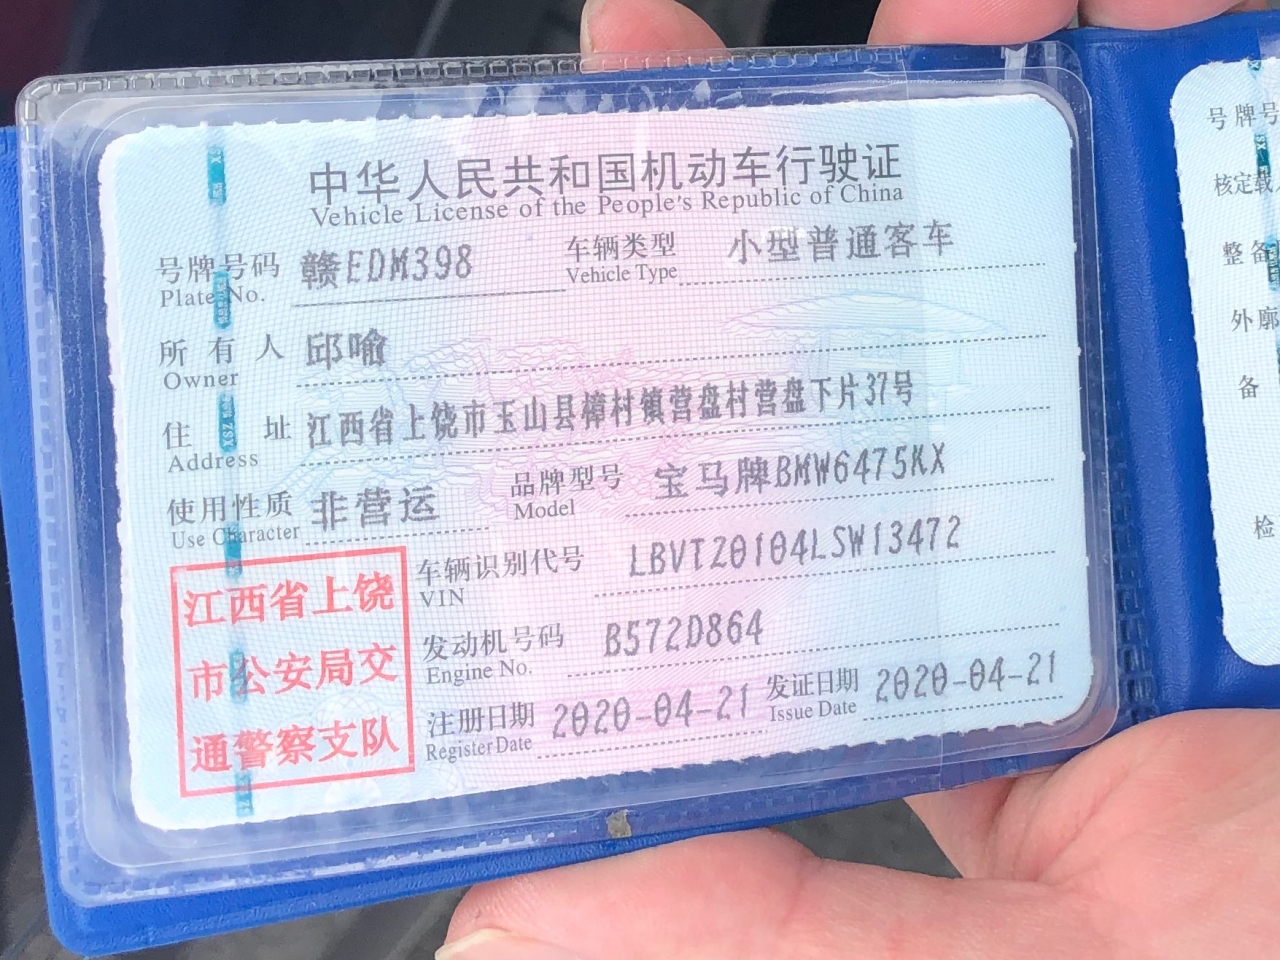 中华人民共和国机动车行驶证
Vehicle License of the People's Republic of China
号牌号码 赣EDM398 车辆类型 小型普通客车
Plate No. Vehicle Type
所有人 邱喻
Owner
住址 江西省上饶市玉山县樟村镇营盘村营盘下片37号
Address
使用性质 非营运 品牌型号 宝马牌BMW6475KX
Use Character Model
车辆识别代号 LBVTZ0104LSW13472
VIN
发动机号码 B572D864
Engine No.
注册日期 2020-04-21 发证日期 2020-04-21
Register Date Issue Date
江西省上饶
市公安局交
通警察支队
号牌号
核定载
整备
外廓
备
检